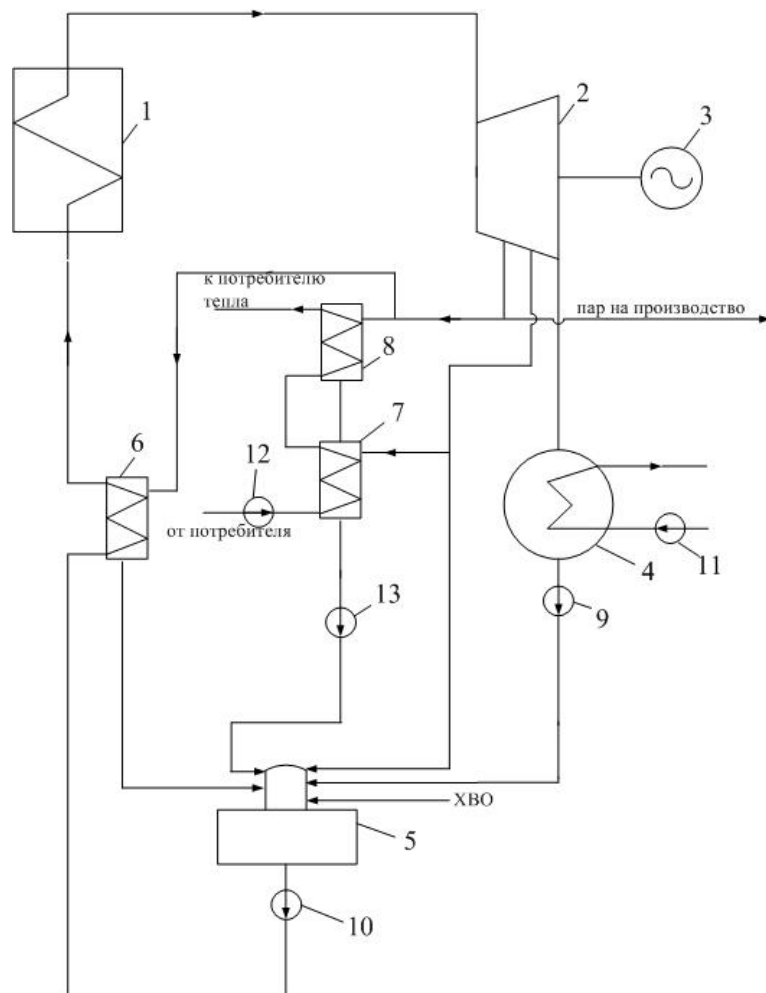 2
3
1
к потребителю
тепла
пар на производство
8
7
6
12
от потребителя
4
11
13
9
ХВО
5
10